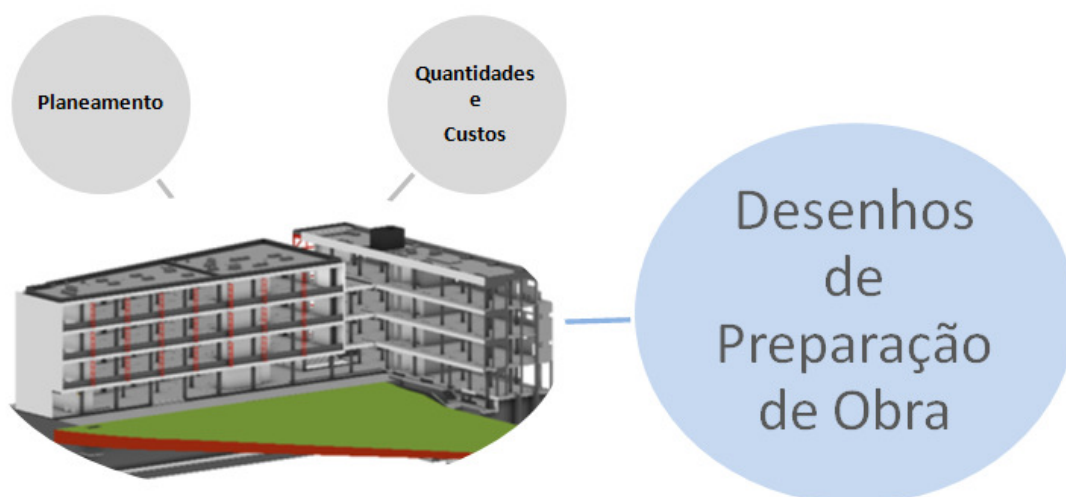 Planeamento
Quantidades
e
Custos
Desenhos
de
Preparação
de Obra